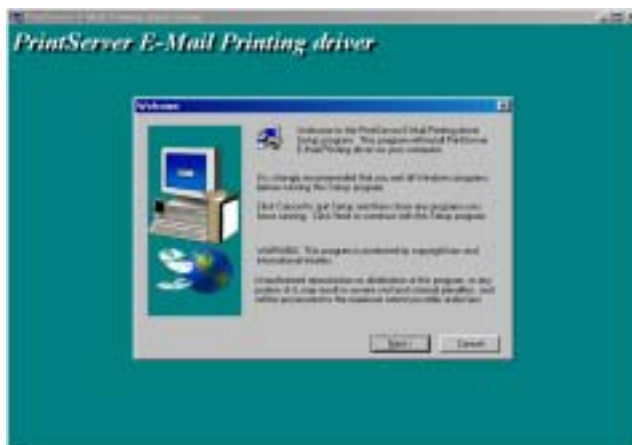 PrintServer E-Mail Printing driver
Welcome
Welcome to the PrintServer E-Mail Printing driver
Setup program. This program will install PrintServer
E-Mail Printing driver on your computer.
It is strongly recommended that you exit all Windows programs
before running this Setup program.
Click Cancel to quit Setup and then close any programs you
have running. Click Next to continue with the Setup program.
WARNING: This program is protected by copyright law and
international treaties.
Unauthorized reproduction or distribution of this program, or any
portion of it, may result in severe civil and criminal penalties, and
will be prosecuted to the maximum extent possible under law.
Next >
Cancel